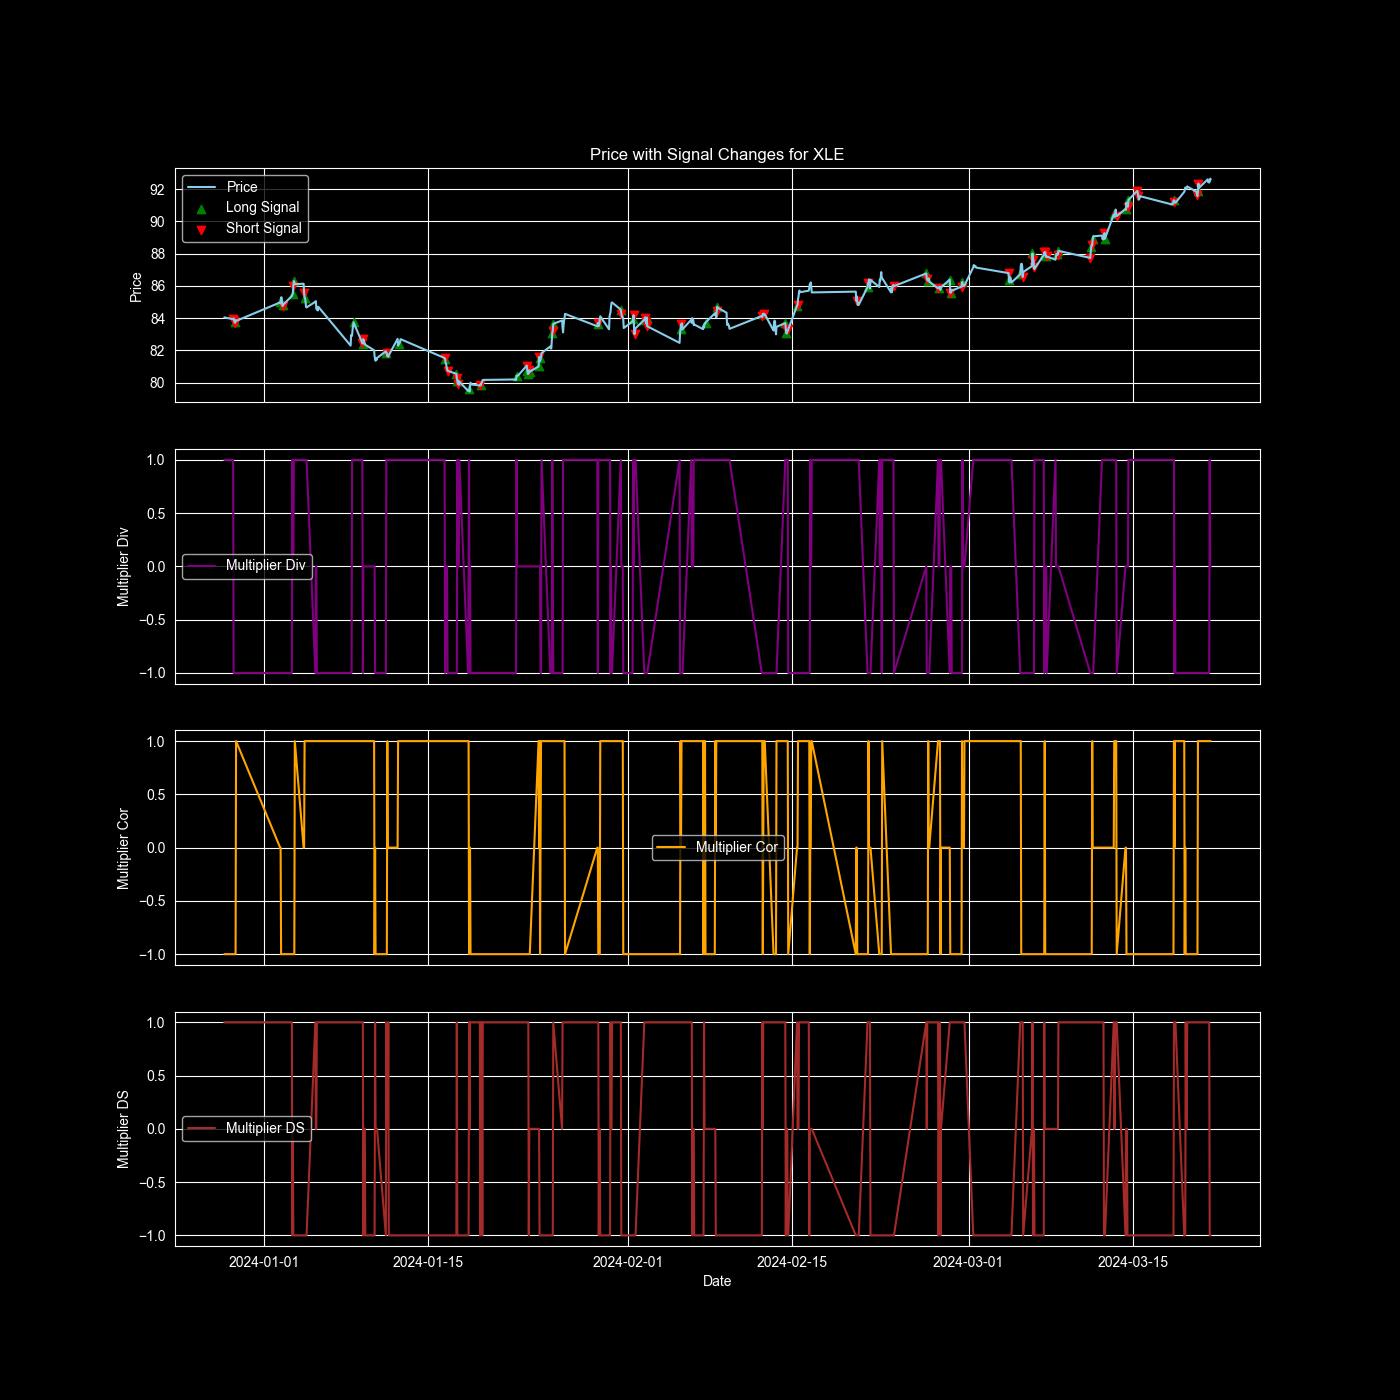 Price with Signal Changes for XLE
Price
Long Signal
Short Signal
92
90
88
86
84
82
80
Price
1.0
0.5
0.0
−0.5
−1.0
Multiplier Div
Multiplier Div
1.0
0.5
0.0
−0.5
−1.0
Multiplier Cor
Multiplier Cor
1.0
0.5
0.0
−0.5
−1.0
Multiplier DS
Multiplier DS
2024-01-01 2024-01-15 2024-02-01 2024-02-15 2024-03-01 2024-03-15
Date